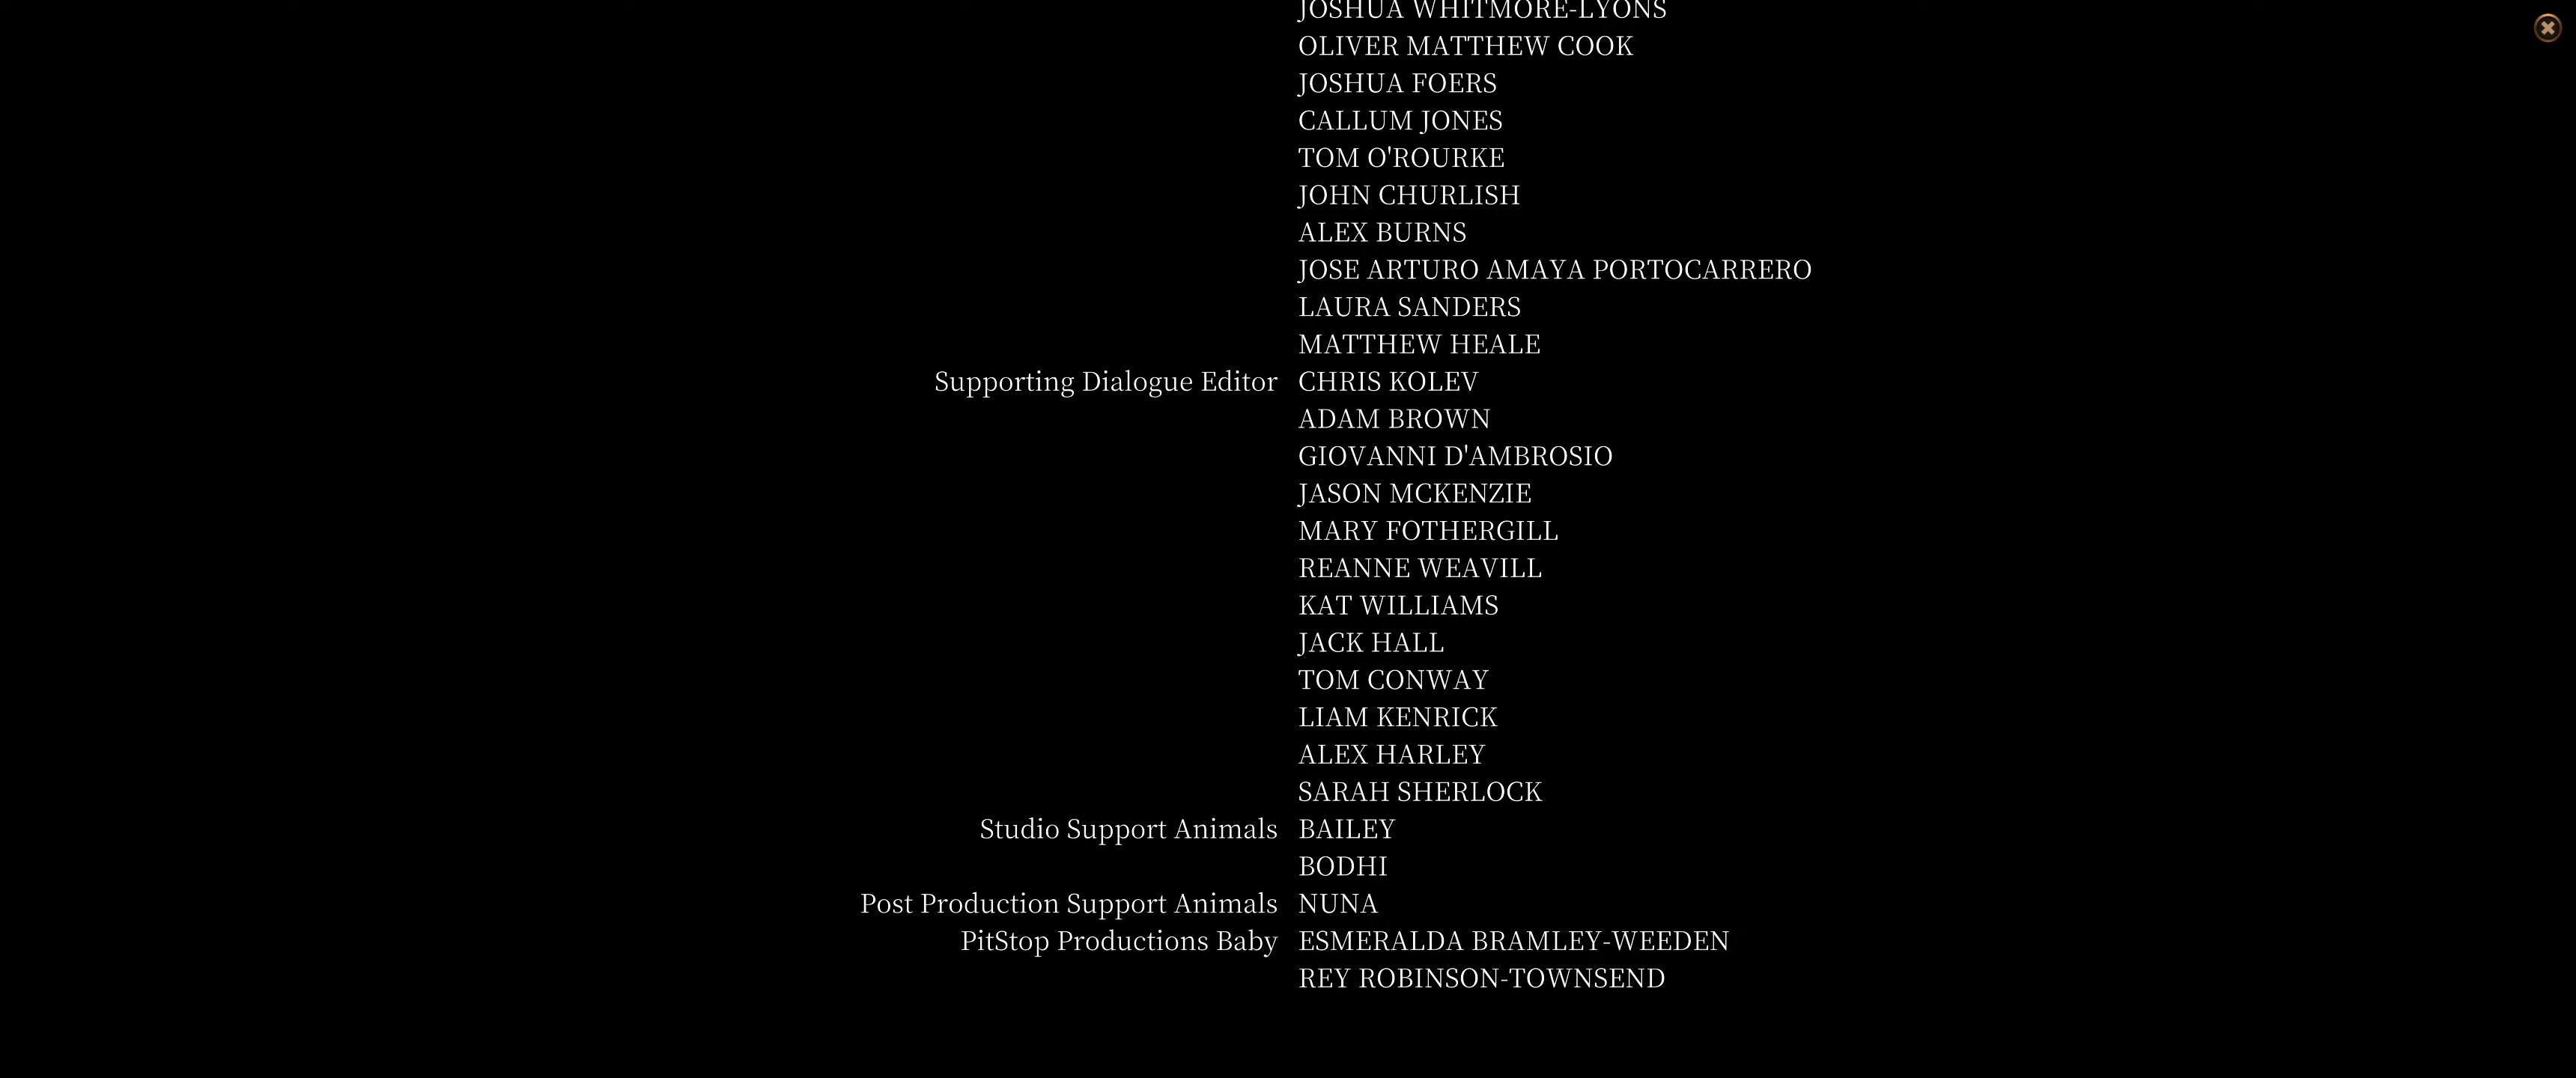 JOSHUA WHITMORE-LYONS
OLIVER MATTHEW COOK
JOSHUA FOERS
CALLUM JONES
TOM O'ROURKE
JOHN CHURLISH
ALEX BURNS
JOSE ARTURO AMAYA PORTOCARRERO
LAURA SANDERS
MATTHEW HEALE
Supporting Dialogue Editor CHRIS KOLEV
ADAM BROWN
GIOVANNI D'AMBROSIO
JASON MCKENZIE
MARY FOTHERGILL
REANNE WEAVILL
KAT WILLIAMS
JACK HALL
TOM CONWAY
LIAM KENRICK
ALEX HARLEY
SARAH SHERLOCK
Studio Support Animals BAILEY
BODHI
Post Production Support Animals NUNA
PitStop Productions Baby ESMERALDA BRAMLEY-WEEDEN
REY ROBINSON-TOWNSEND